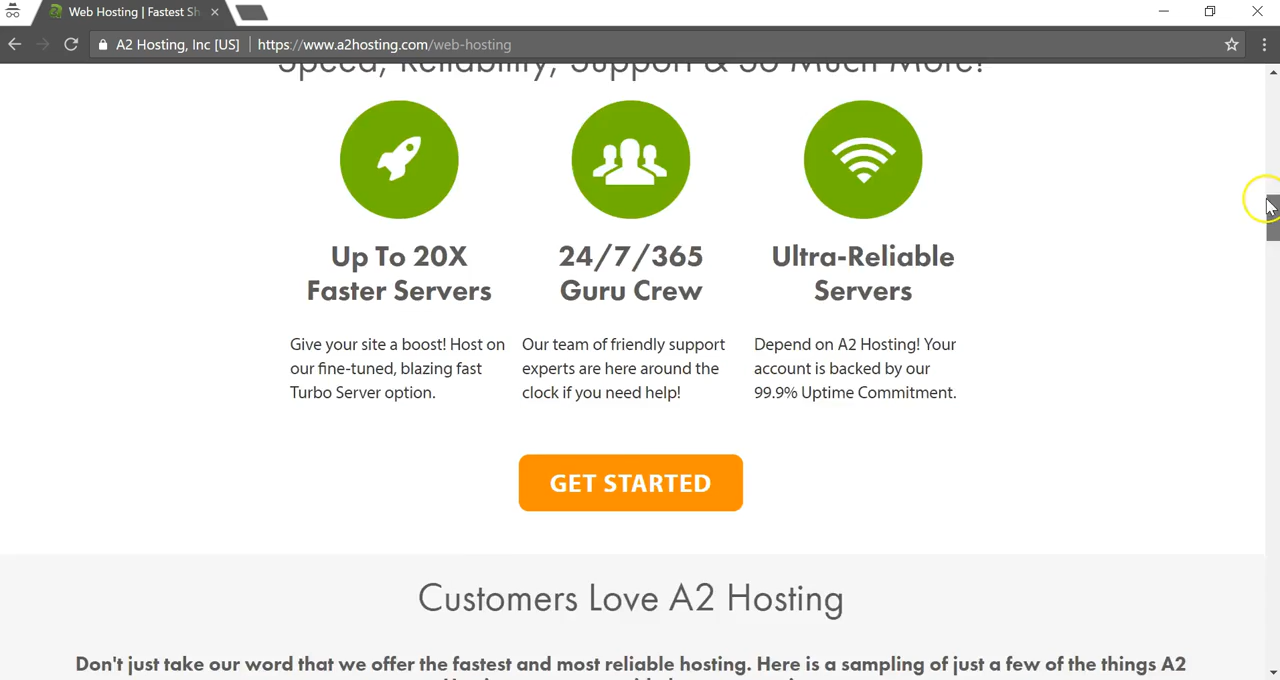 Web Hosting | Fastest Sh
A2 Hosting, Inc [US] | https://www.a2hosting.com/web-hosting
Speed, Reliability, Support & So Much More!
Up To 20X
Faster Servers
24/7/365
Guru Crew
Ultra-Reliable
Servers
Give your site a boost! Host on
our fine-tuned, blazing fast
Turbo Server option.
Our team of friendly support
experts are here around the
clock if you need help!
Depend on A2 Hosting! Your
account is backed by our
99.9% Uptime Commitment.
GET STARTED
Customers Love A2 Hosting
Don't just take our word that we offer the fastest and most reliable hosting. Here is a sampling of just a few of the things A2